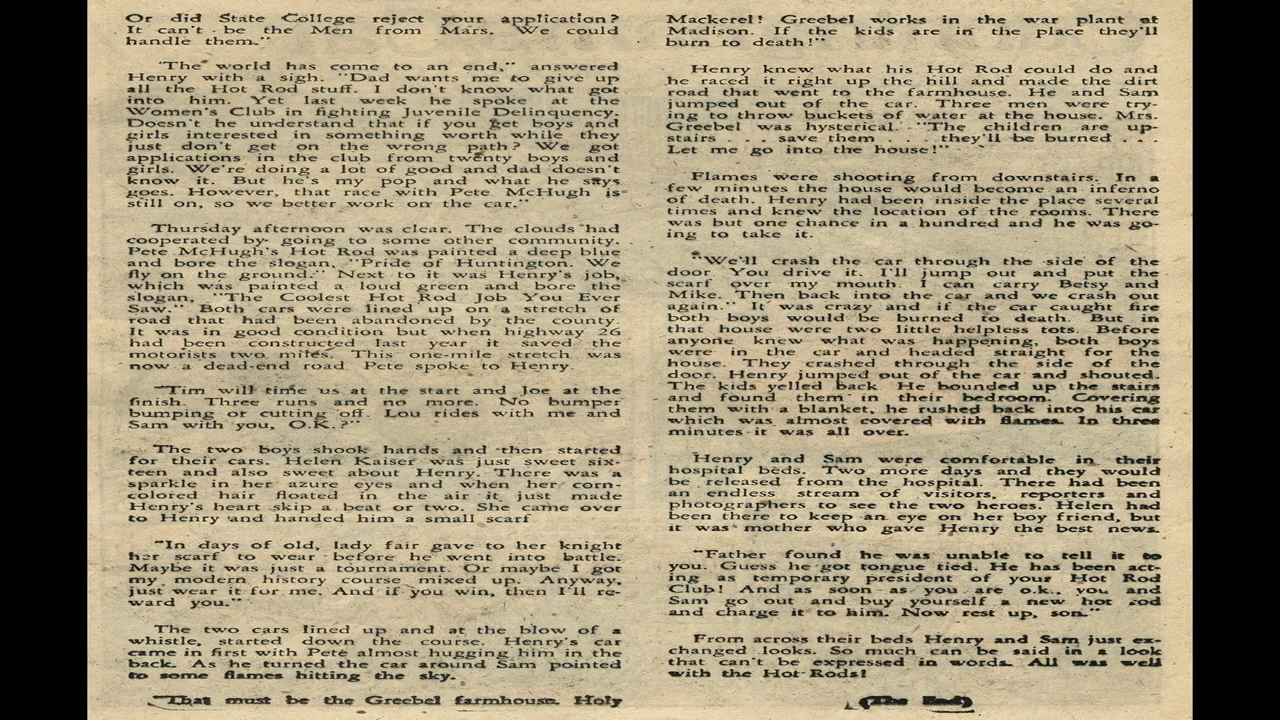 Or did State College reject your application?
It can't be the Men from Mars. We could
handle them."
"The world has come to an end," answered
Henry with a sigh. "Dad wants me to give up
all the Hot Rod stuff. I don't know what got
into him. Yet last week he spoke at the
Women's Club in fighting Juvenile Delinquency.
Doesn't he understand that if you get boys and
girls interested in something worth while they
just don't get on the wrong path? We got
applications in the club from twenty boys and
girls. We're doing a lot of good and dad doesn't
know it. But he's my pop and what he says
goes. However, that race with Pete McHugh is
still on, so we better work on the car."
Thursday afternoon was clear. The clouds had
cooperated by going to some other community.
Pete McHugh's Hot Rod was painted a deep blue
and bore the slogan, "Pride of Huntington. We
fly on the ground." Next to it was Henry's job,
which was painted a loud green and bore the
slogan, "The Coolest Hot Rod Job You Ever
Saw." Both cars were lined up on a stretch of
road that had been abandoned by the county.
It was in good condition but when highway 26
had been constructed last year it saved the
motorists two miles. This one-mile stretch was
now a dead-end road. Pete spoke to Henry.
"Tim will time us at the start and Joe at the
finish. Three runs and no more. No bumper
bumping or cutting off. Lou rides with me and
Sam with you, O.K.?"
The two boys shook hands and then started
for their cars. Helen Kaiser was just sweet six-
teen and also sweet about Henry. There was a
sparkle in her azure eyes and when her corn-
colored hair floated in the air it just made
Henry's heart skip a beat or two. She came over
to Henry and handed him a small scarf
"In days of old, lady fair gave to her knight
her scarf to wear before he went into battle.
Maybe it was just a tournament. Or maybe I got
my modern history course mixed up. Anyway,
just wear it for me. And if you win, then I'll re-
ward you."
The two cars lined up and at the blow of a
whistle, started down the course. Henry's car
came in first with Pete almost hugging him in the
back. As he turned the car around Sam pointed
to some flames hitting the sky.
"That must be the Greebel farmhouse. Holy
Mackerel! Greebel works in the war plant at
Madison. If the kids are in the place they'll
burn to death!"
Henry knew what his Hot Rod could do and
he raced it right up the hill and made the dirt
road that went to the farmhouse. He and Sam
jumped out of the car. Three men were try-
ing to throw buckets of water at the house. Mrs.
Greebel was hysterical. "The children are up-
stairs . . . save them . . . they'll be burned . . .
Let me go into the house!"
Flames were shooting from downstairs. In a
few minutes the house would become an inferno
of death. Henry had been inside the place several
times and knew the location of the rooms. There
was but one chance in a hundred and he was go-
ing to take it.
"We'll crash the car through the side of the
door. You drive it. I'll jump out and put the
scarf over my mouth. I can carry Betsy and
Mike. Then back into the car and we crash out
again." It was crazy and if the car caught fire
both boys would be burned to death. But in
that house were two little helpless tots. Before
anyone knew what was happening, both boys
were in the car and headed straight for the
house. They crashed through the side of the
door. Henry jumped out of the car and shouted.
The kids yelled back. He bounded up the stairs
and found them in their bedroom. Covering
them with a blanket, he rushed back into his car
which was almost covered with flames. In three
minutes it was all over.
Henry and Sam were comfortable in their
hospital beds. Two more days and they would
be released from the hospital. There had been
an endless stream of visitors, reporters and
photographers to see the two heroes. Helen had
been there to keep an eye on her boy friend, but
it was mother who gave Henry the best news.
"Father found he was unable to tell it to
you. Guess he got tongue tied. He has been act-
ing as temporary president of your Hot Rod
Club! And as soon as you are o.k., you and
Sam go out and buy yourself a new hot rod
and charge it to him. Now rest up, son."
From across their beds Henry and Sam just ex-
changed looks. So much can be said in a look
that can't be expressed in words. All was well
with the Hot Rods!
(The End)